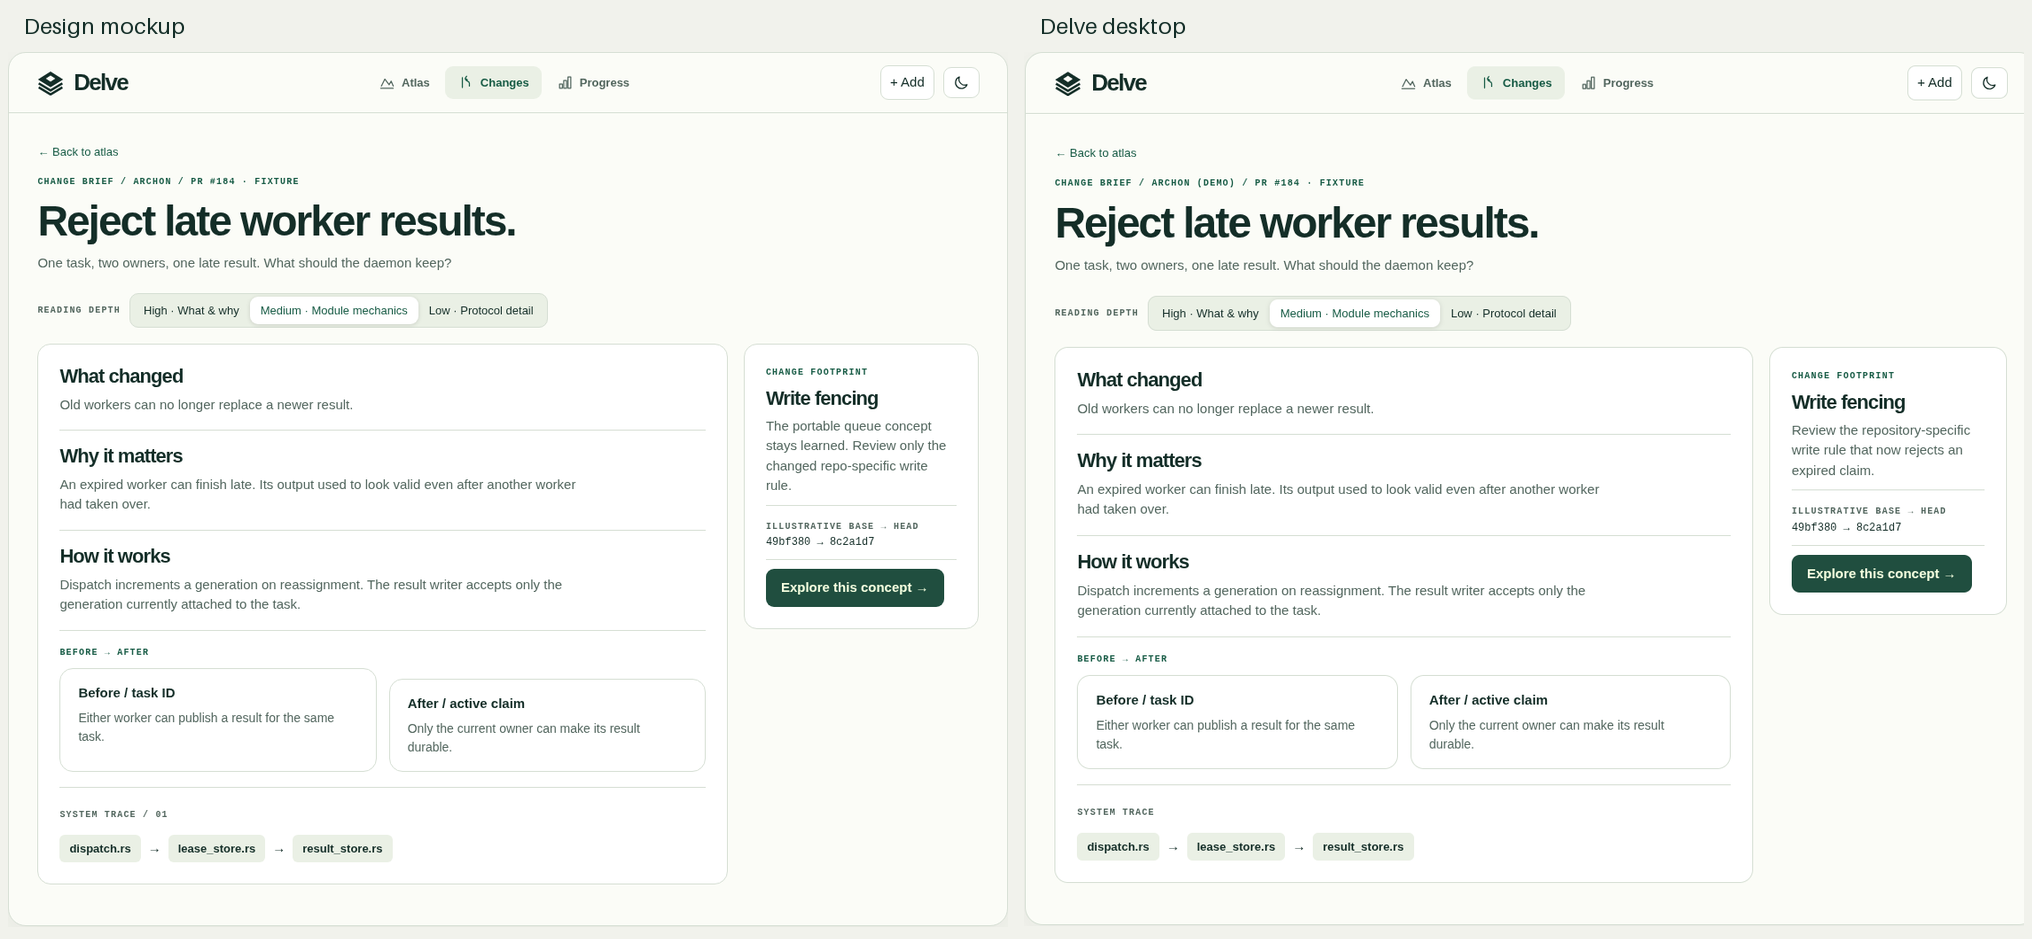 Design mockup
Delve
Atlas
Changes
Progress
+ Add
← Back to atlas
CHANGE BRIEF / ARCHON / PR #184 · FIXTURE
Reject late worker results.
One task, two owners, one late result. What should the daemon keep?
READING DEPTH
High · What & why
Medium · Module mechanics
Low · Protocol detail
What changed
Old workers can no longer replace a newer result.
Why it matters
An expired worker can finish late. Its output used to look valid even after another worker
had taken over.
How it works
Dispatch increments a generation on reassignment. The result writer accepts only the
generation currently attached to the task.
BEFORE → AFTER
Before / task ID
Either worker can publish a result for the same
task.
After / active claim
Only the current owner can make its result
durable.
SYSTEM TRACE / 01
dispatch.rs → lease_store.rs → result_store.rs
CHANGE FOOTPRINT
Write fencing
The portable queue concept
stays learned. Review only the
changed repo-specific write
rule.
ILLUSTRATIVE BASE → HEAD
49bf380 → 8c2a1d7
Explore this concept →
Delve desktop
Delve
Atlas
Changes
Progress
+ Add
← Back to atlas
CHANGE BRIEF / ARCHON (DEMO) / PR #184 · FIXTURE
Reject late worker results.
One task, two owners, one late result. What should the daemon keep?
READING DEPTH
High · What & why
Medium · Module mechanics
Low · Protocol detail
What changed
Old workers can no longer replace a newer result.
Why it matters
An expired worker can finish late. Its output used to look valid even after another worker
had taken over.
How it works
Dispatch increments a generation on reassignment. The result writer accepts only the
generation currently attached to the task.
BEFORE → AFTER
Before / task ID
Either worker can publish a result for the same
task.
After / active claim
Only the current owner can make its result
durable.
SYSTEM TRACE
dispatch.rs → lease_store.rs → result_store.rs
CHANGE FOOTPRINT
Write fencing
Review the repository-specific
write rule that now rejects an
expired claim.
ILLUSTRATIVE BASE → HEAD
49bf380 → 8c2a1d7
Explore this concept →